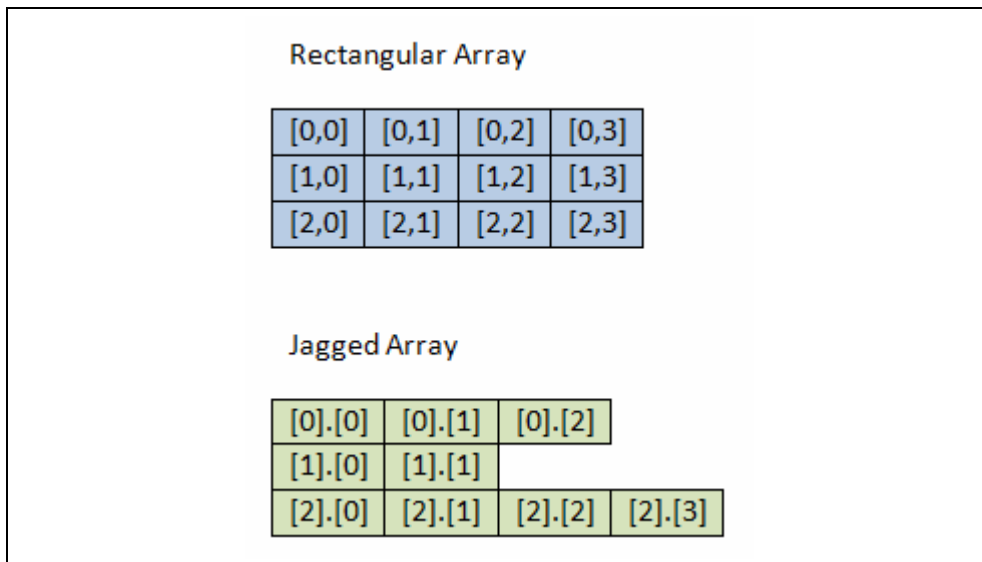 Rectangular Array
[0,0] [0,1] [0,2] [0,3]
[1,0] [1,1] [1,2] [1,3]
[2,0] [2,1] [2,2] [2,3]
Jagged Array
[0].[0] [0].[1] [0].[2]
[1].[0] [1].[1]
[2].[0] [2].[1] [2].[2] [2].[3]